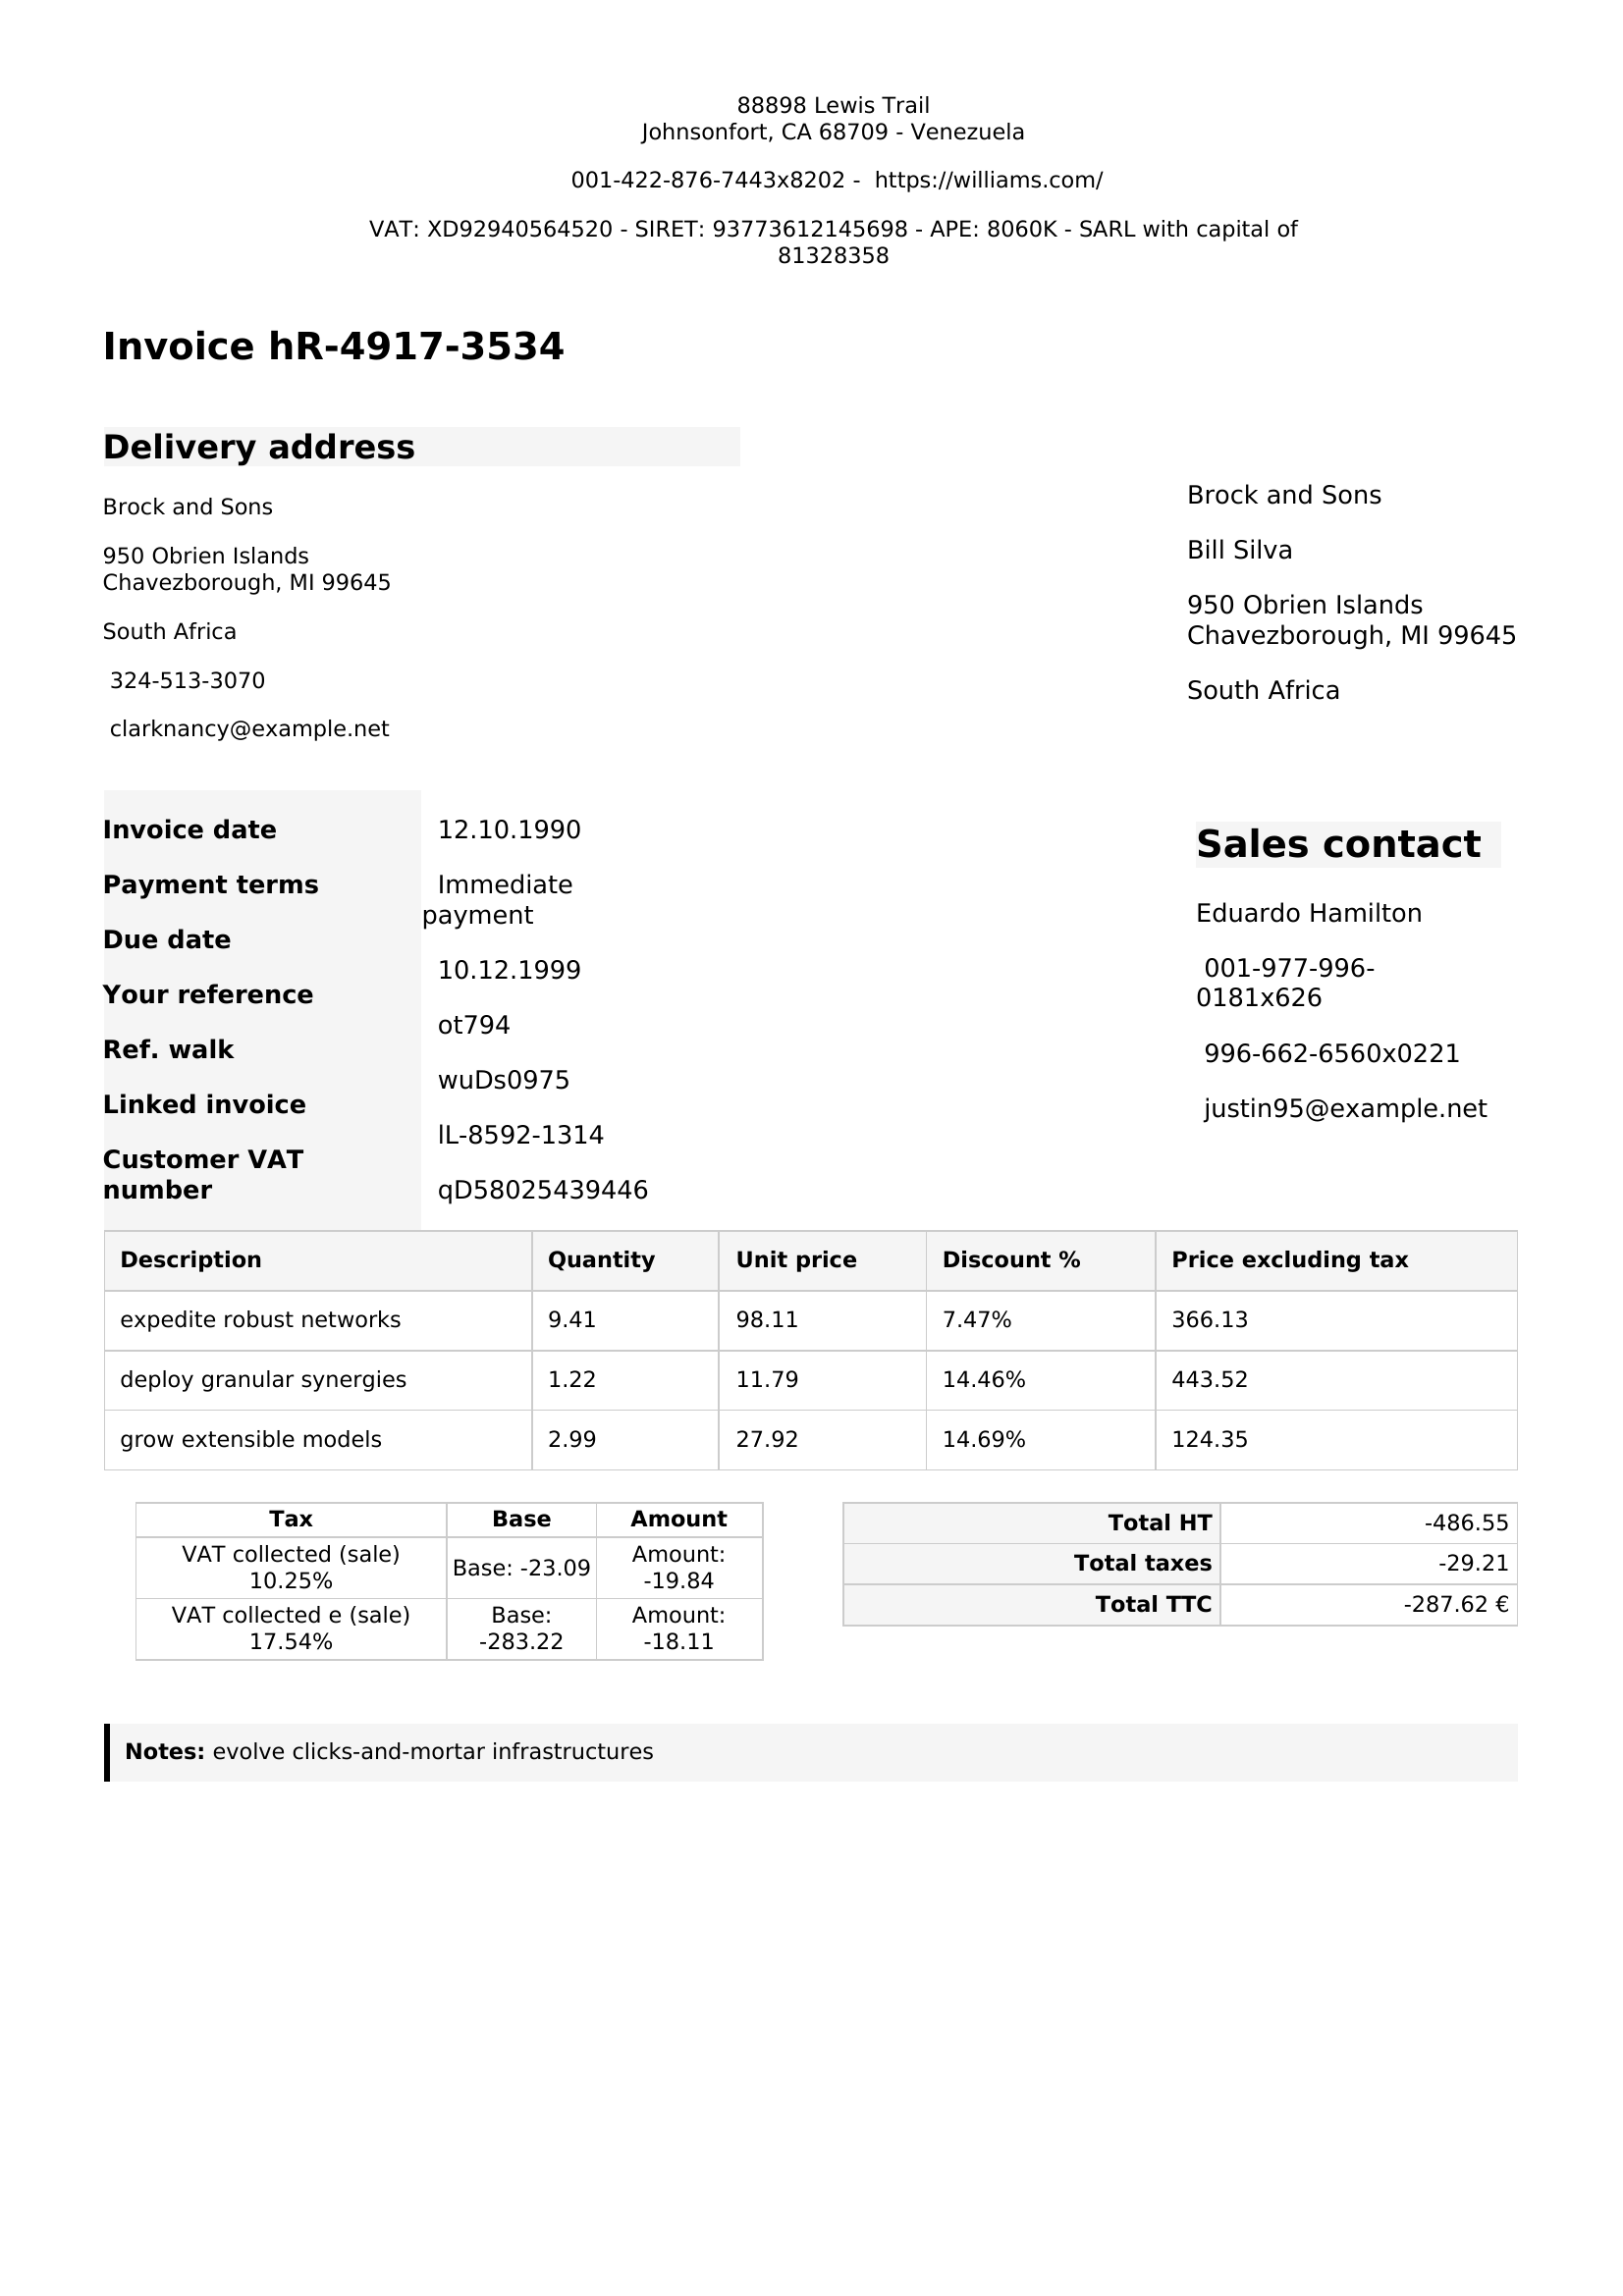 88898 Lewis Trail
Johnsonfort, CA 68709 - Venezuela
001-422-876-7443x8202 - https://williams.com/
VAT: XD92940564520 - SIRET: 93773612145698 - APE: 8060K - SARL with capital of
81328358
Invoice hR-4917-3534
Delivery address
Brock and Sons
950 Obrien Islands
Chavezborough, MI 99645
South Africa
324-513-3070
clarknancy@example.net
Brock and Sons
Bill Silva
950 Obrien Islands
Chavezborough, MI 99645
South Africa
Invoice date
Payment terms
Due date
Your reference
Ref. walk
Linked invoice
Customer VAT
number
12.10.1990
Immediate
payment
10.12.1999
ot794
wuDs0975
lL-8592-1314
qD58025439446
Sales contact
Eduardo Hamilton
001-977-996-
0181x626
996-662-6560x0221
justin95@example.net
Description Quantity Unit price Discount % Price excluding tax
expedite robust networks 9.41 98.11 7.47% 366.13
deploy granular synergies 1.22 11.79 14.46% 443.52
grow extensible models 2.99 27.92 14.69% 124.35
Tax Base Amount
VAT collected (sale)
10.25%
Base: -23.09
Amount:
-19.84
VAT collected e (sale)
17.54%
Base:
-283.22
Amount:
-18.11
Total HT -486.55
Total taxes -29.21
Total TTC -287.62 €
Notes: evolve clicks-and-mortar infrastructures